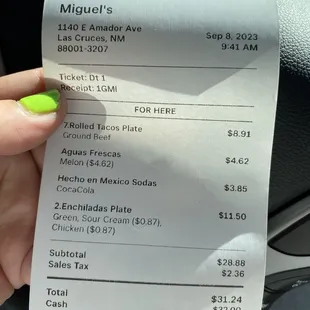 Miguel's
1140 E Amador Ave
Las Cruces, NM Sep 8, 2023
88001-3207 9:41 AM
Ticket: Dt 1
Receipt: 1GMI
FOR HERE
7.Rolled Tacos Plate $8.91
Ground Beef
Aguas Frescas $4.62
Melon ($4.62)
Hecho en Mexico Sodas $3.85
CocaCola
2.Enchiladas Plate $11.50
Green, Sour Cream ($0.87),
Chicken ($0.87)
Subtotal $28.88
Sales Tax $2.36
Total $31.24
Cash